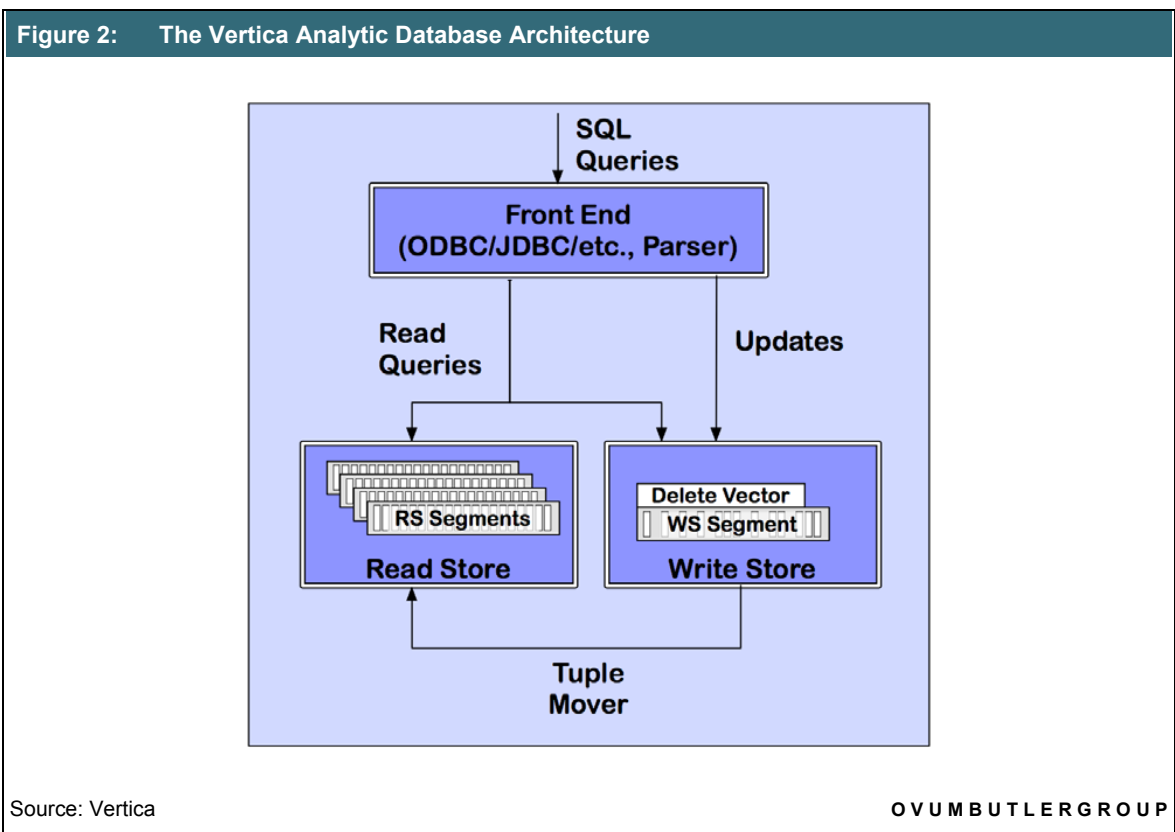 Figure 2: The Vertica Analytic Database Architecture
SQL
Queries
Front End
(ODBC/JDBC/etc., Parser)
Read
Queries
Updates
RS Segments
Read Store
Delete Vector
WS Segment
Write Store
Tuple
Mover
Source: Vertica
OVUMBUTLERGROUP